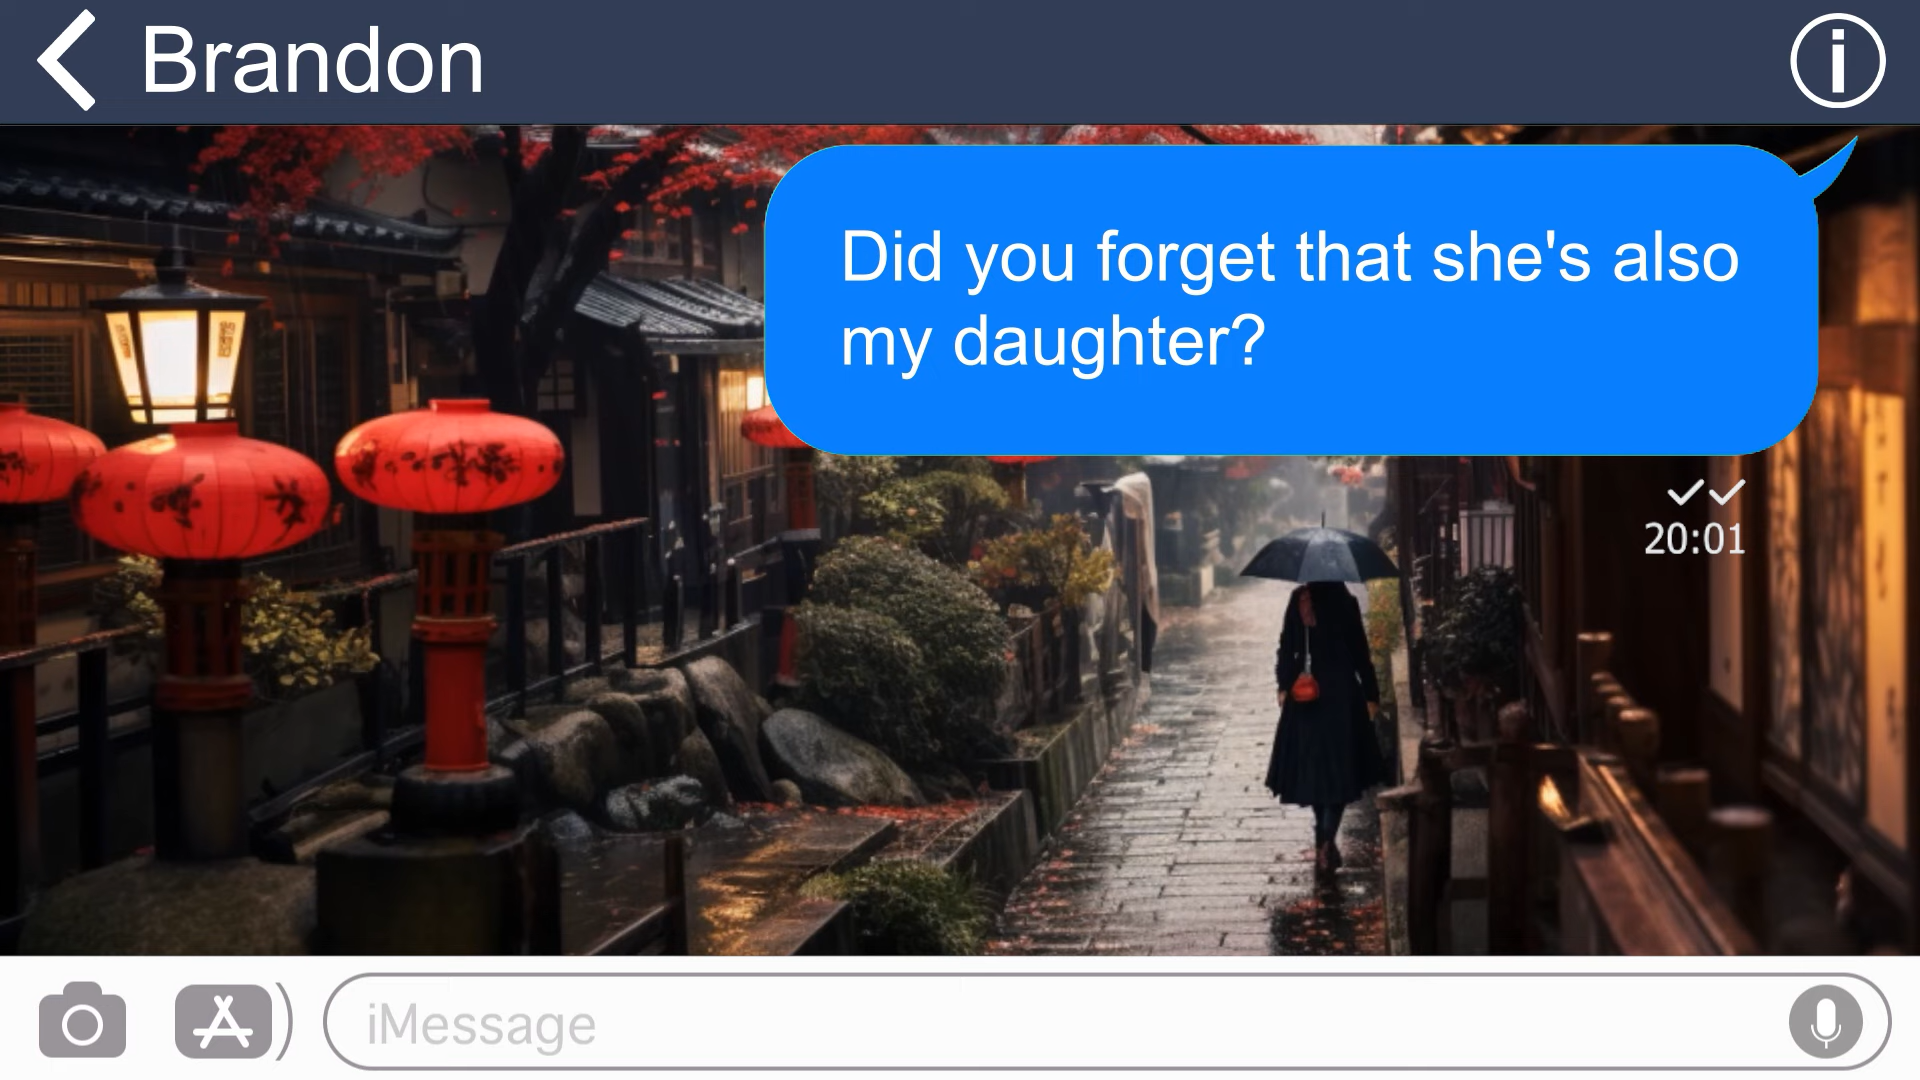 Brandon
Did you forget that she's also
my daughter?
20:01
iMessage